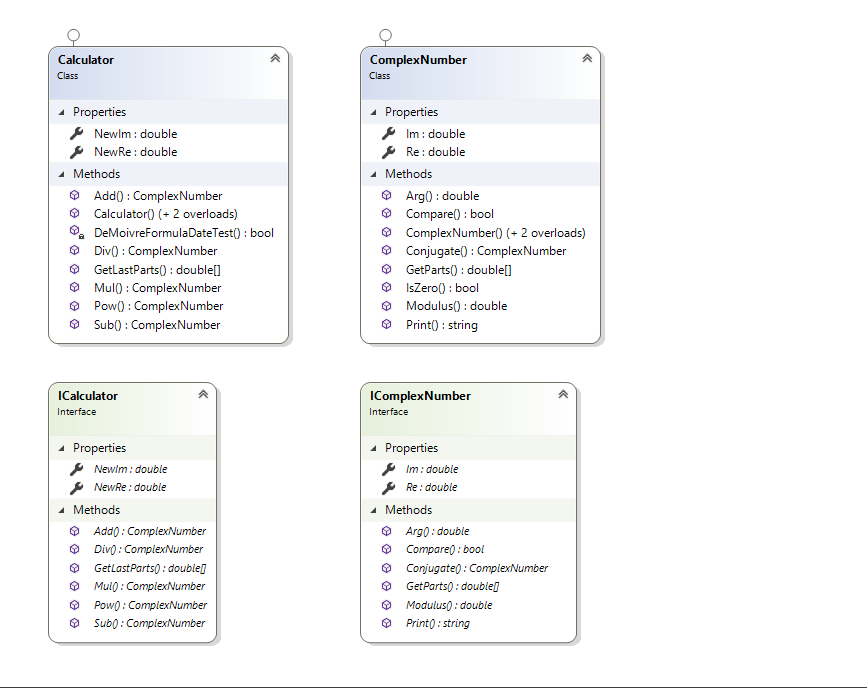 Calculator
Class
Properties
NewIm : double
NewRe : double
Methods
Add() : ComplexNumber
Calculator() (+ 2 overloads)
DeMoivreFormulaDateTest() : bool
Div() : ComplexNumber
GetLastParts() : double[]
Mul() : ComplexNumber
Pow() : ComplexNumber
Sub() : ComplexNumber
ComplexNumber
Class
Properties
Im : double
Re : double
Methods
Arg() : double
Compare() : bool
ComplexNumber() (+ 2 overloads)
Conjugate() : ComplexNumber
GetParts() : double[]
IsZero() : bool
Modulus() : double
Print() : string
ICalculator
Interface
Properties
NewIm : double
NewRe : double
Methods
Add() : ComplexNumber
Div() : ComplexNumber
GetLastParts() : double[]
Mul() : ComplexNumber
Pow() : ComplexNumber
Sub() : ComplexNumber
IComplexNumber
Interface
Properties
Im : double
Re : double
Methods
Arg() : double
Compare() : bool
Conjugate() : ComplexNumber
GetParts() : double[]
Modulus() : double
Print() : string